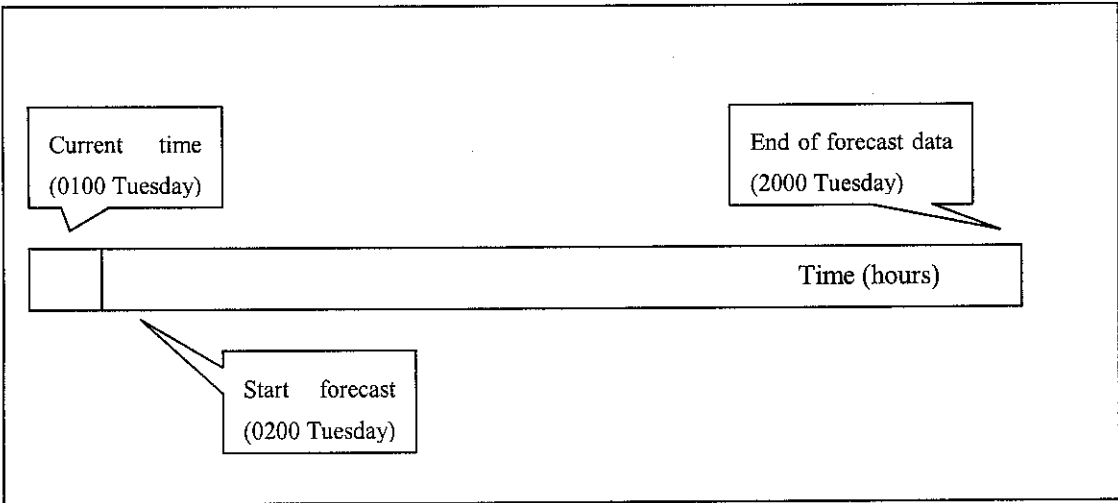 Current time
(0100 Tuesday)
End of forecast data
(2000 Tuesday)
Time (hours)
Start forecast
(0200 Tuesday)